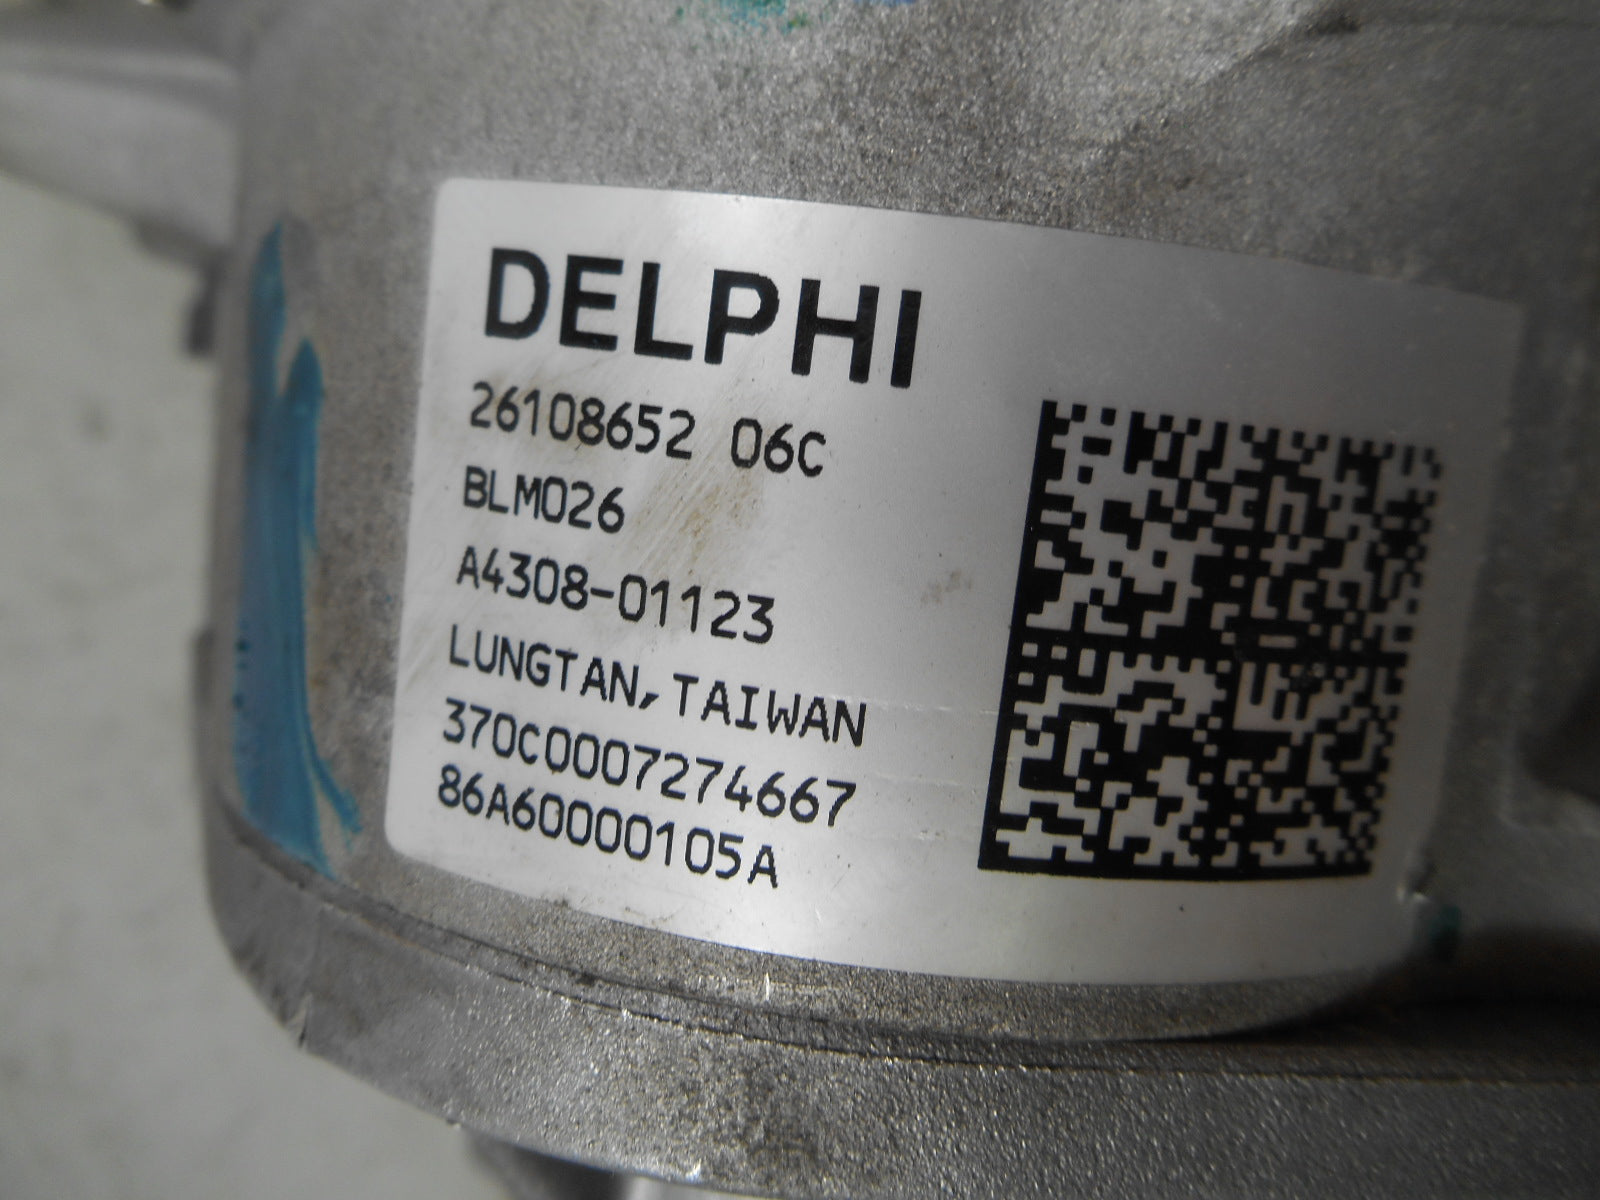 DELPHI
26108652 06C
BLM026
A4308-01123
LUNGTAN, TAIWAN
370C0007274667
86A60000105A